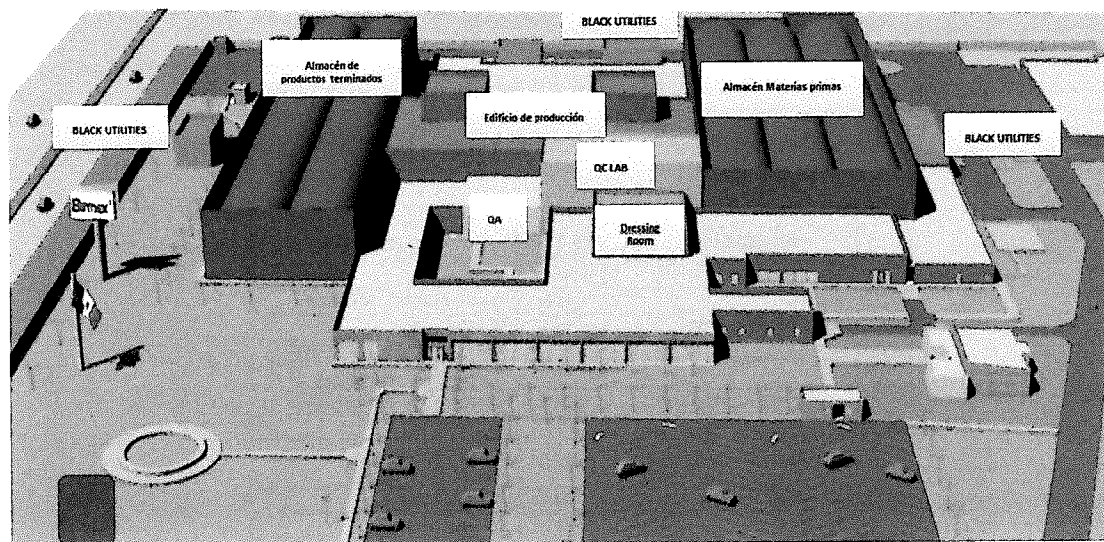 BLACK UTILITIES
Almacén de
productos terminados
Almacén Materias primas
Edificio de producción
BLACK UTILITIES
BLACK UTILITIES
QC LAB
Birmex
QA
Dressing
Room